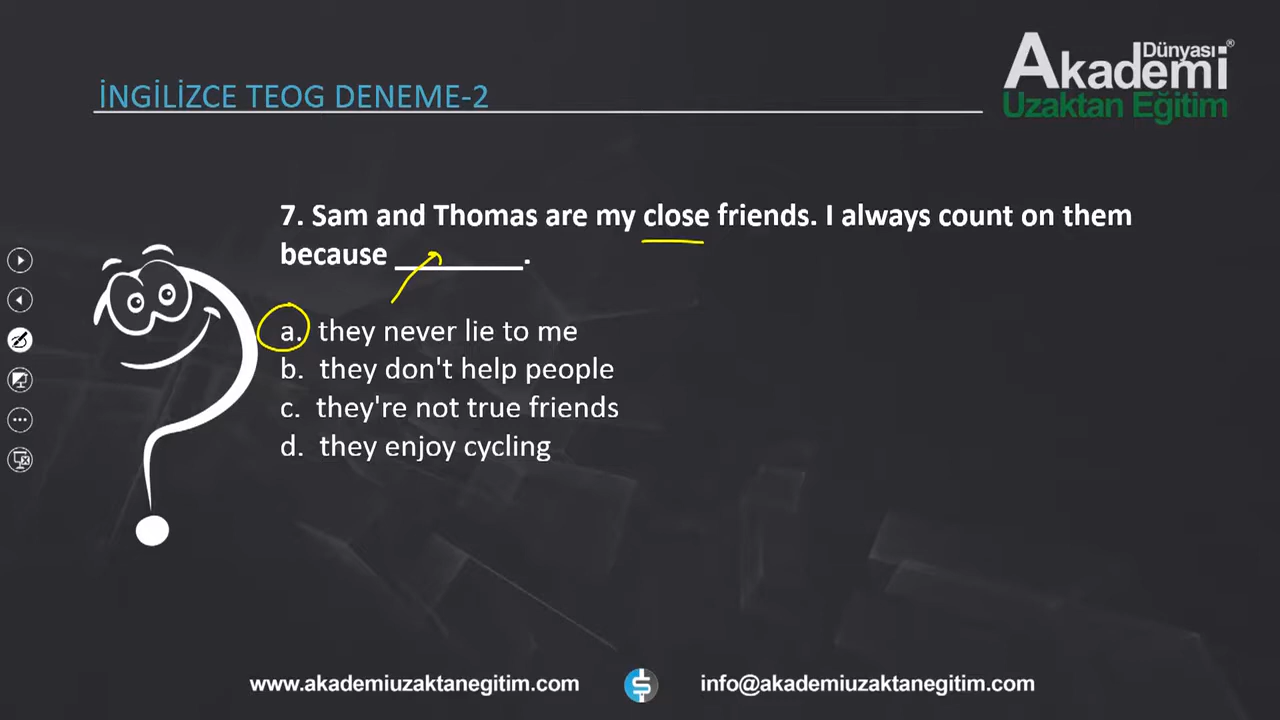 Akademi Dünyası®
Uzaktan Eğitim
İNGİLİZCE TEOG DENEME-2
7. Sam and Thomas are my close friends. I always count on them
because ________.
a. they never lie to me
b. they don't help people
c. they're not true friends
d. they enjoy cycling
www.akademiuzaktanegitim.com
info@akademiuzaktanegitim.com